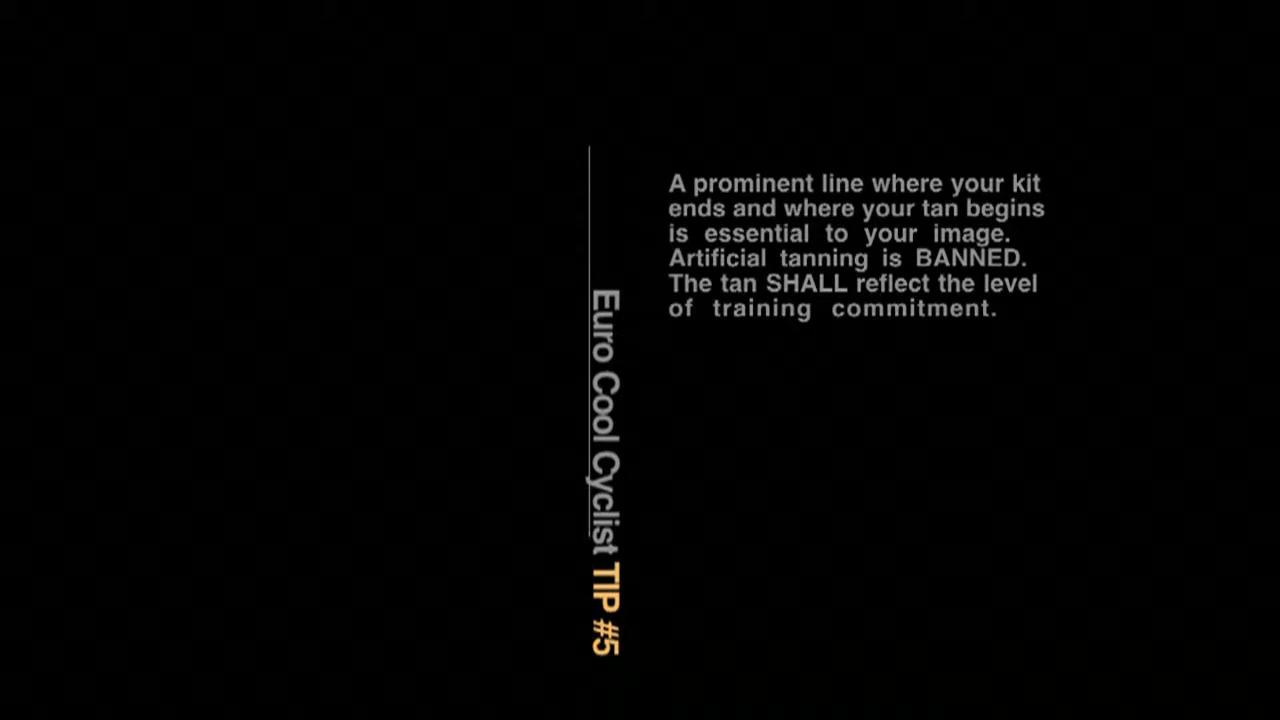 A prominent line where your kit
ends and where your tan begins
is essential to your image.
Artificial tanning is BANNED.
The tan SHALL reflect the level
of training commitment.
Euro Cool Cyclist TIP #5